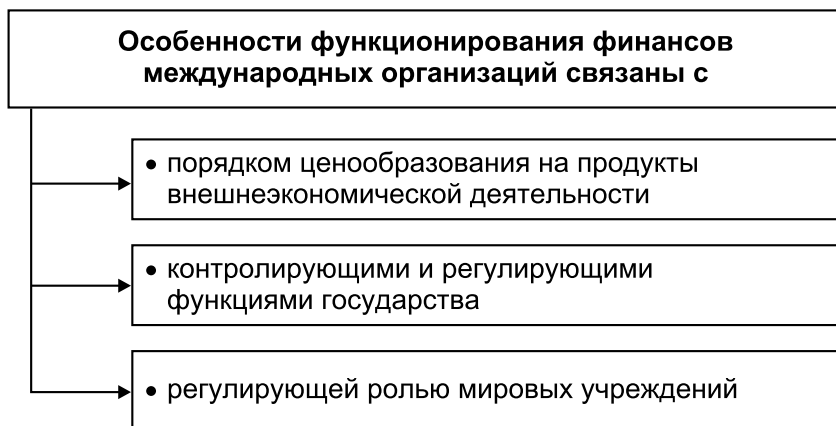 Особенности функционирования финансов
международных организаций связаны с
• порядком ценообразования на продукты
внешнеэкономической деятельности
• контролирующими и регулирующими
функциями государства
• регулирующей ролью мировых учреждений